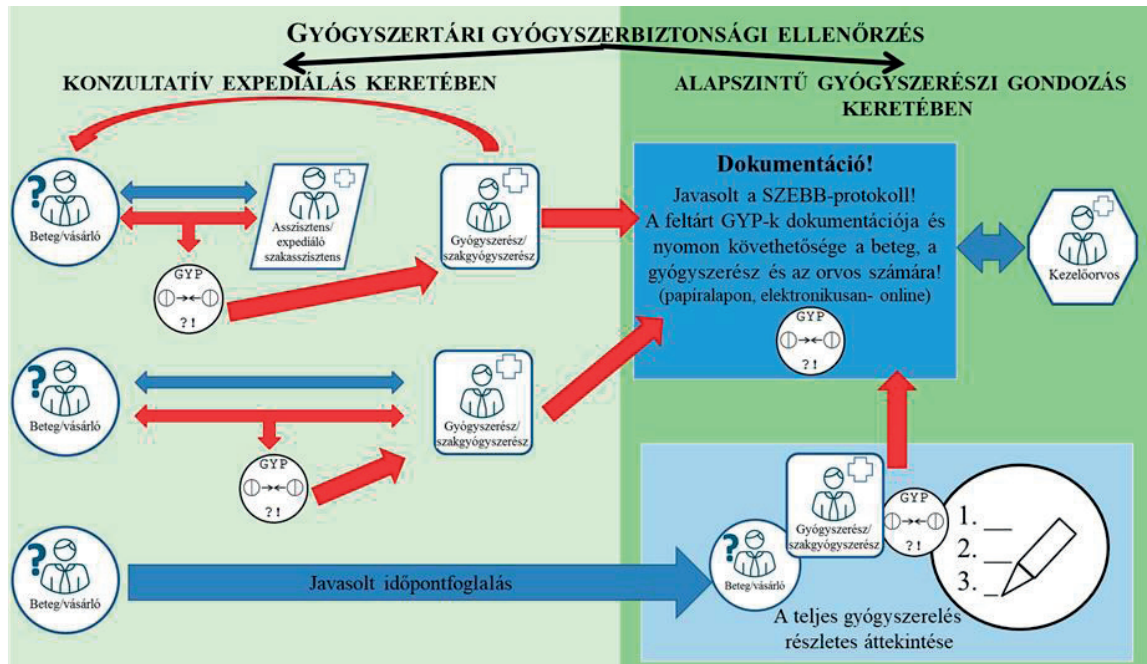 GYÓGYSZERTÁRI GYÓGYSZERBIZTONSÁGI ELLENŐRZÉS
KONZULTATÍV EXPEDIÁLÁS KERETÉBEN
ALAPSZINTŰ GYÓGYSZERÉSZI GONDOZÁS
KERETÉBEN
?
Beteg/vásárló
Asszisztens/
expediáló
szakasszisztens
Gyógyszerész/
szakgyógyszerész
GYP
?!
Dokumentáció!
Javasolt a SZEBB-protokoll!
A feltárt GYP-k dokumentációja és
nyomon követhetősége a beteg, a
gyógyszerész és az orvos számára!
(papíralapon, elektronikusan- online)
GYP
?!
Kezelőorvos
?
Beteg/vásárló
Gyógyszerész/
szakgyógyszerész
GYP
?!
?
Beteg/vásárló
Javasolt időpontfoglalás
?
Beteg/vásárló
Gyógyszerész/
szakgyógyszerész
GYP
?!
1. __
2. __
3. _
A teljes gyógyszerelés
részletes áttekintése